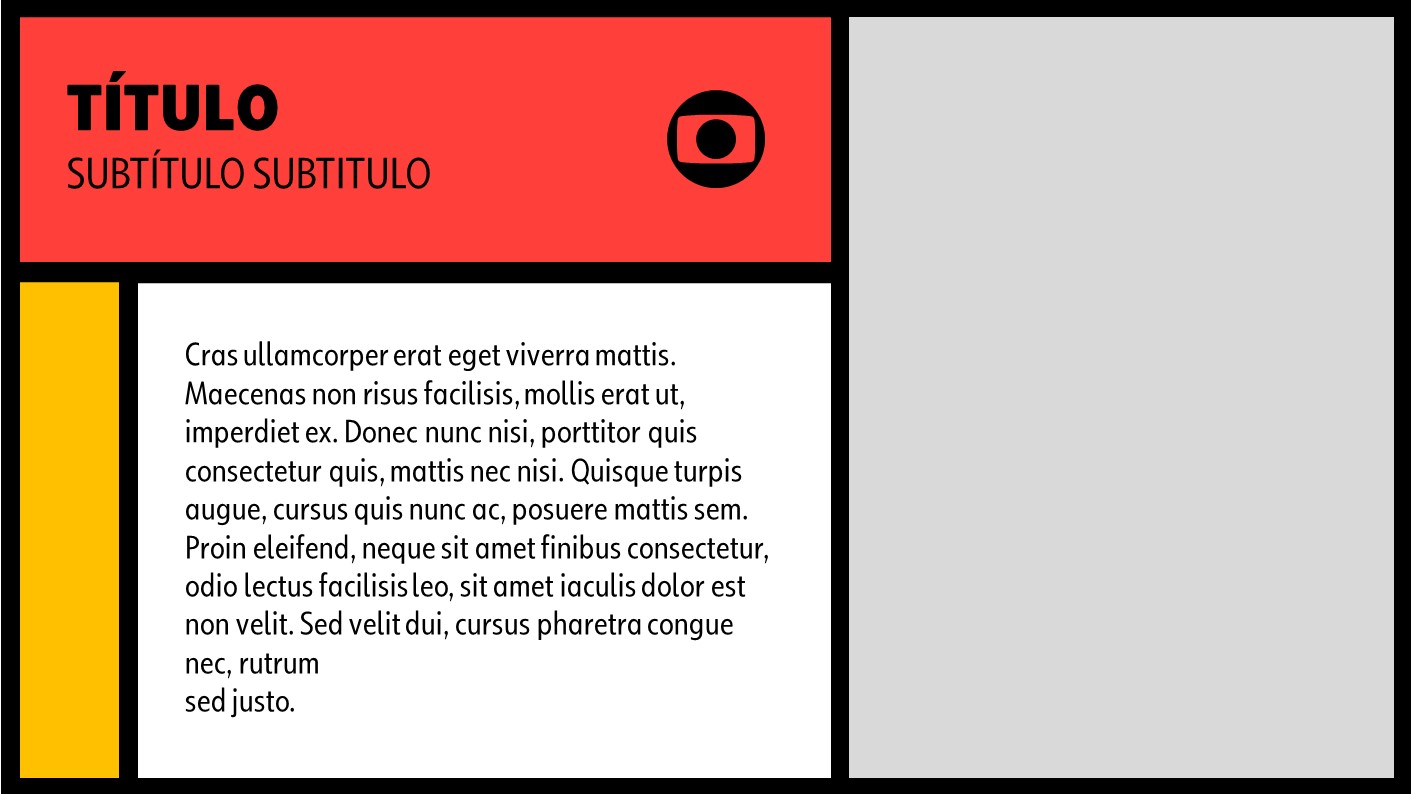 TÍTULO
SUBTÍTULO SUBTITULO
Cras ullamcorper erat eget viverra mattis.
Maecenas non risus facilisis, mollis erat ut,
imperdiet ex. Donec nunc nisi, porttitor quis
consectetur quis, mattis nec nisi. Quisque turpis
augue, cursus quis nunc ac, posuere mattis sem.
Proin eleifend, neque sit amet finibus consectetur,
odio lectus facilisis leo, sit amet iaculis dolor est
non velit. Sed velit dui, cursus pharetra congue
nec, rutrum
sed justo.